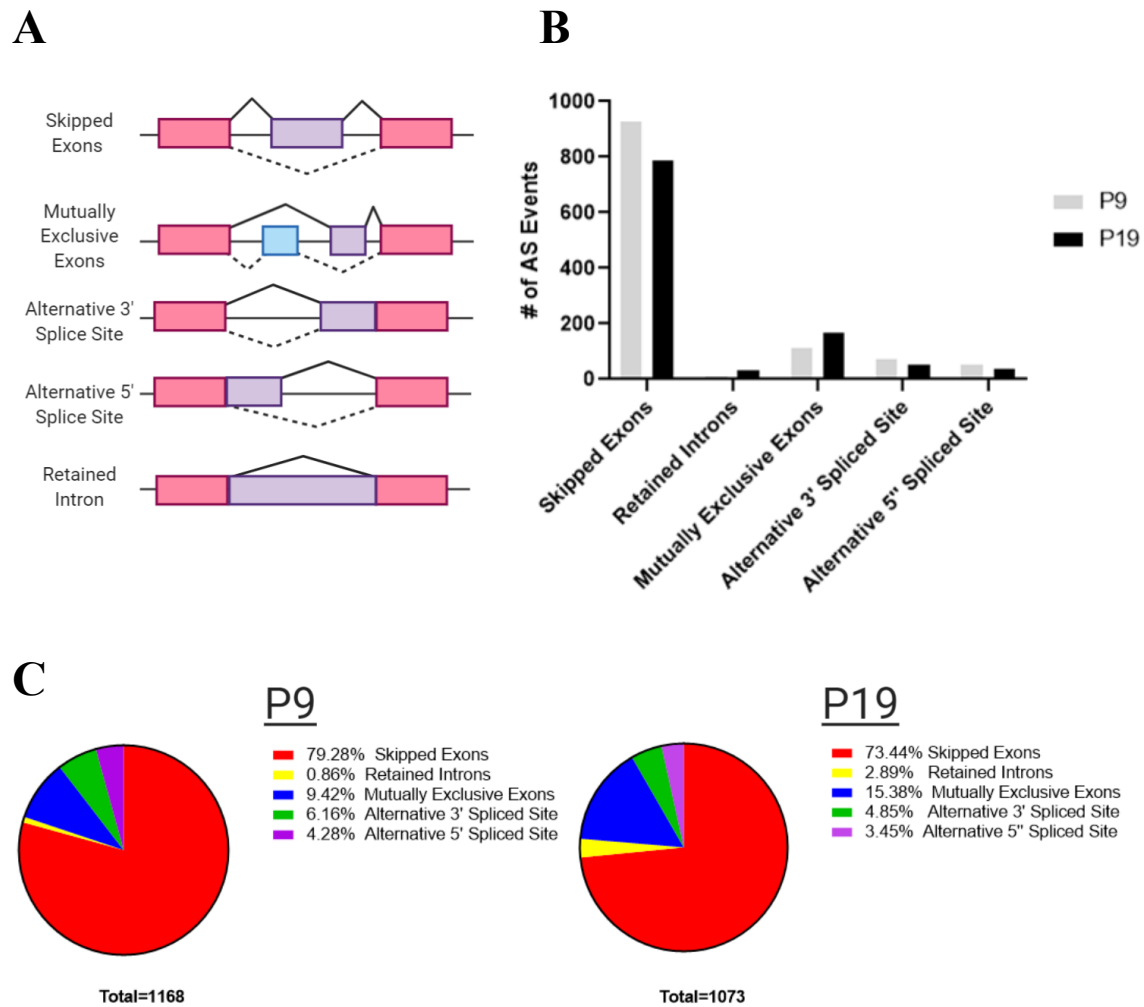 A
Skipped
Exons
Mutually
Exclusive
Exons
Alternative 3'
Splice Site
Alternative 5'
Splice Site
Retained
Intron
B
# of AS Events
1000
800
600
400
200
0
Skipped Exons
Retained Introns
Mutually Exclusive Exons
Alternative 3' Spliced Site
Alternative 5'' Spliced Site
P9
P19
C
P9
79.28% Skipped Exons
0.86% Retained Introns
9.42% Mutually Exclusive Exons
6.16% Alternative 3' Spliced Site
4.28% Alternative 5' Spliced Site
Total=1168
P19
73.44% Skipped Exons
2.89% Retained Introns
15.38% Mutually Exclusive Exons
4.85% Alternative 3' Spliced Site
3.45% Alternative 5'' Spliced Site
Total=1073